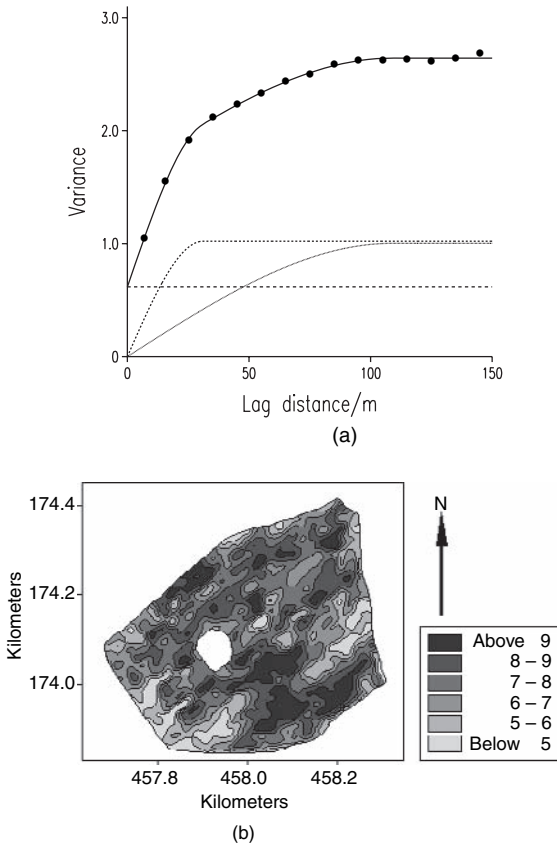 3.0
2.0
1.0
0
Variance
0
50
100
150
Lag distance/m
(a)
174.4
174.2
174.0
Kilometers
457.8
458.0
458.2
Kilometers
N
Above 9
8 – 9
7 – 8
6 – 7
5 – 6
Below 5
(b)